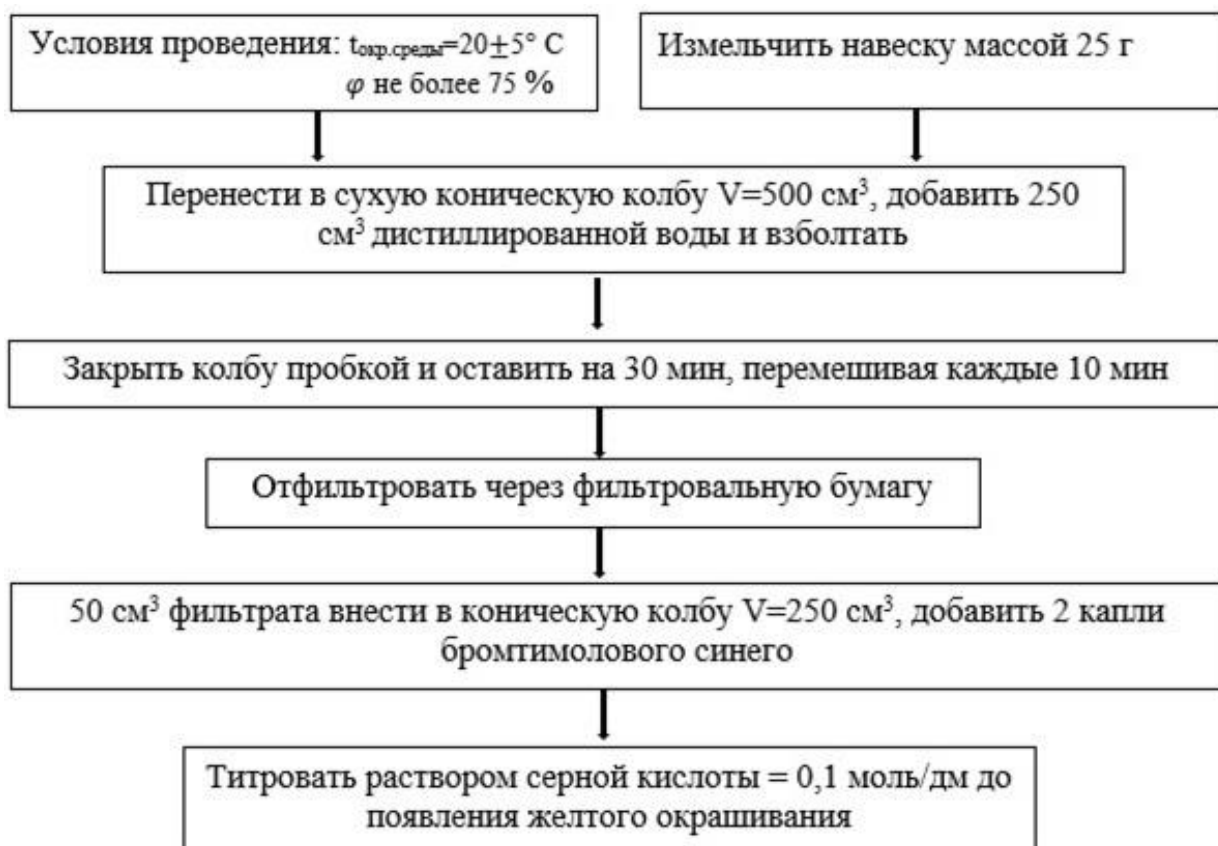 Условия проведения: tокр.среды=20±5° С
φ не более 75 %
Измельчить навеску массой 25 г
Перенести в сухую коническую колбу V=500 см³, добавить 250
см³ дистиллированной воды и взболтать
Закрыть колбу пробкой и оставить на 30 мин, перемешивая каждые 10 мин
Отфильтровать через фильтровальную бумагу
50 см³ фильтрата внести в коническую колбу V=250 см³, добавить 2 капли
бромтимолового синего
Титровать раствором серной кислоты = 0,1 моль/дм до
появления желтого окрашивания